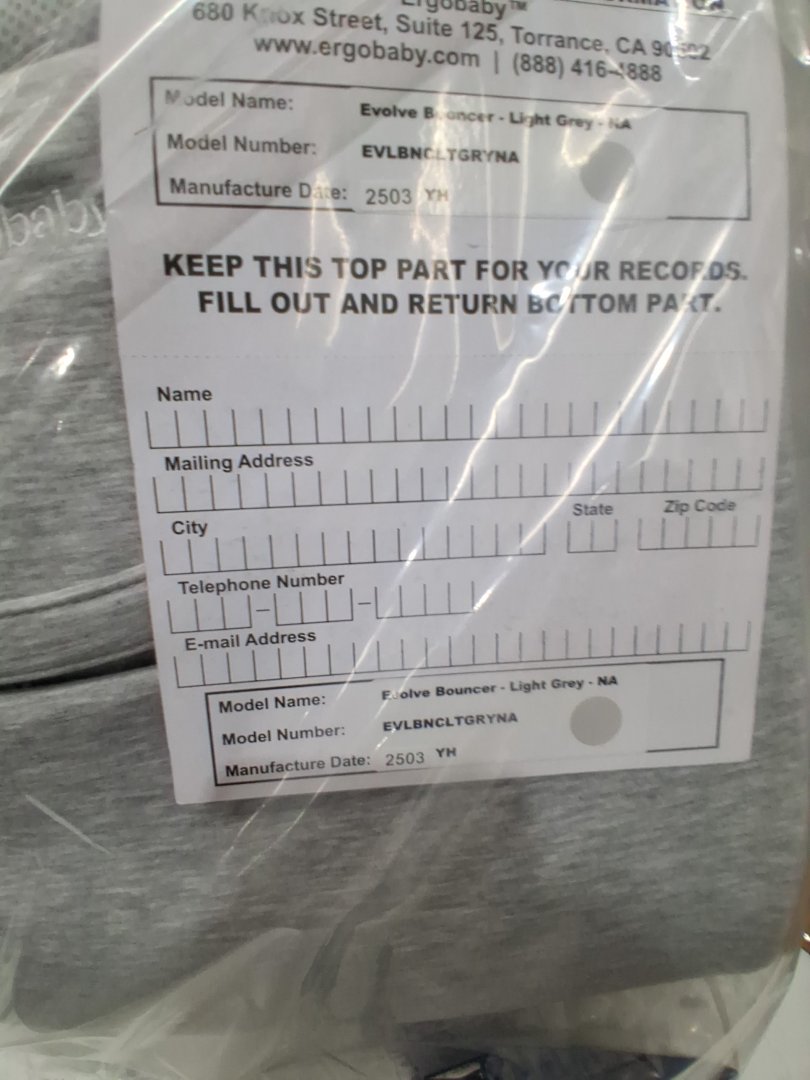 Ergobaby™
680 Knox Street, Suite 125, Torrance, CA 90502
www.ergobaby.com | (888) 416-4888
Model Name: Evolve Bouncer - Light Grey - NA
Model Number: EVLBNCLTGRYNA
Manufacture Date: 2503 YH
KEEP THIS TOP PART FOR YOUR RECORDS.
FILL OUT AND RETURN BOTTOM PART.
Name
Mailing Address
City State Zip Code
Telephone Number
E-mail Address
Model Name: Evolve Bouncer - Light Grey - NA
Model Number: EVLBNCLTGRYNA
Manufacture Date: 2503 YH